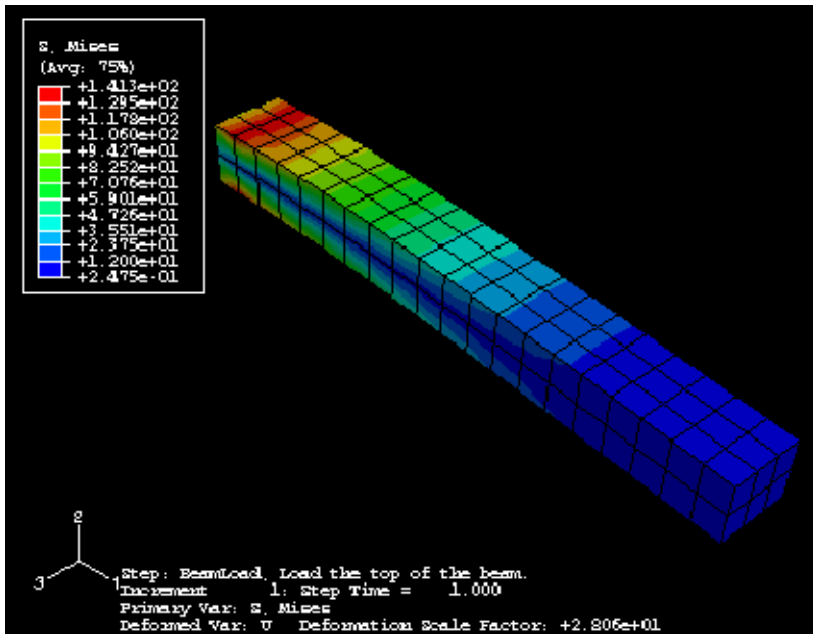 S, Mises
(Avg: 75%)
+1.413e+02
+1.295e+02
+1.178e+02
+1.060e+02
+9.427e+01
+8.252e+01
+7.076e+01
+5.901e+01
+4.726e+01
+3.551e+01
+2.375e+01
+1.200e+01
+2.475e-01
2
3
1
Step: BeamLoad, Load the top of the beam.
Increment 1: Step Time = 1.000
Primary Var: S, Mises
Deformed Var: U Deformation Scale Factor: +2.806e+01